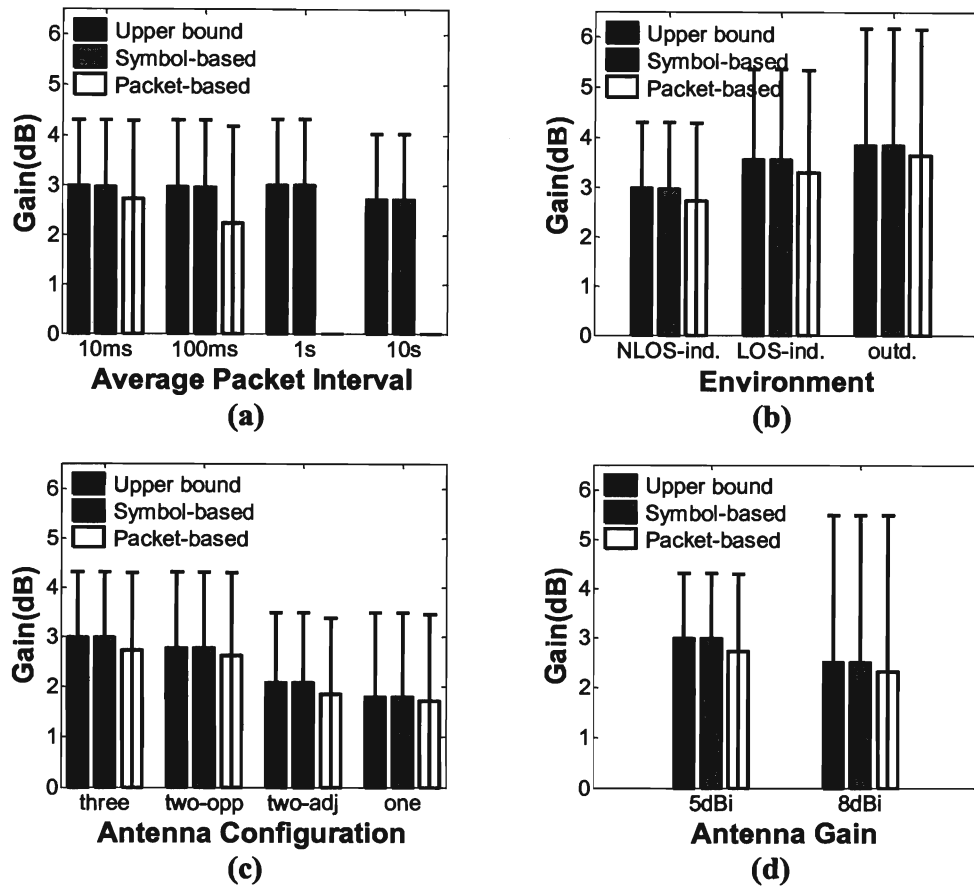 Upper bound
Symbol-based
Packet-based
6
5
4
3
2
1
0
Gain(dB)
10ms 100ms 1s 10s
Average Packet Interval
(a)
Upper bound
Symbol-based
Packet-based
6
5
4
3
2
1
0
Gain(dB)
NLOS-ind. LOS-ind. outd.
Environment
(b)
Upper bound
Symbol-based
Packet-based
6
5
4
3
2
1
0
Gain(dB)
three two-opp two-adj one
Antenna Configuration
(c)
Upper bound
Symbol-based
Packet-based
6
5
4
3
2
1
0
Gain(dB)
5dBi 8dBi
Antenna Gain
(d)